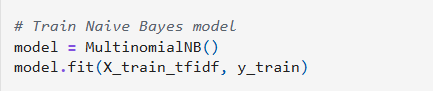 # Train Naive Bayes model
model = MultinomialNB()
model.fit(X_train_tfidf, y_train)